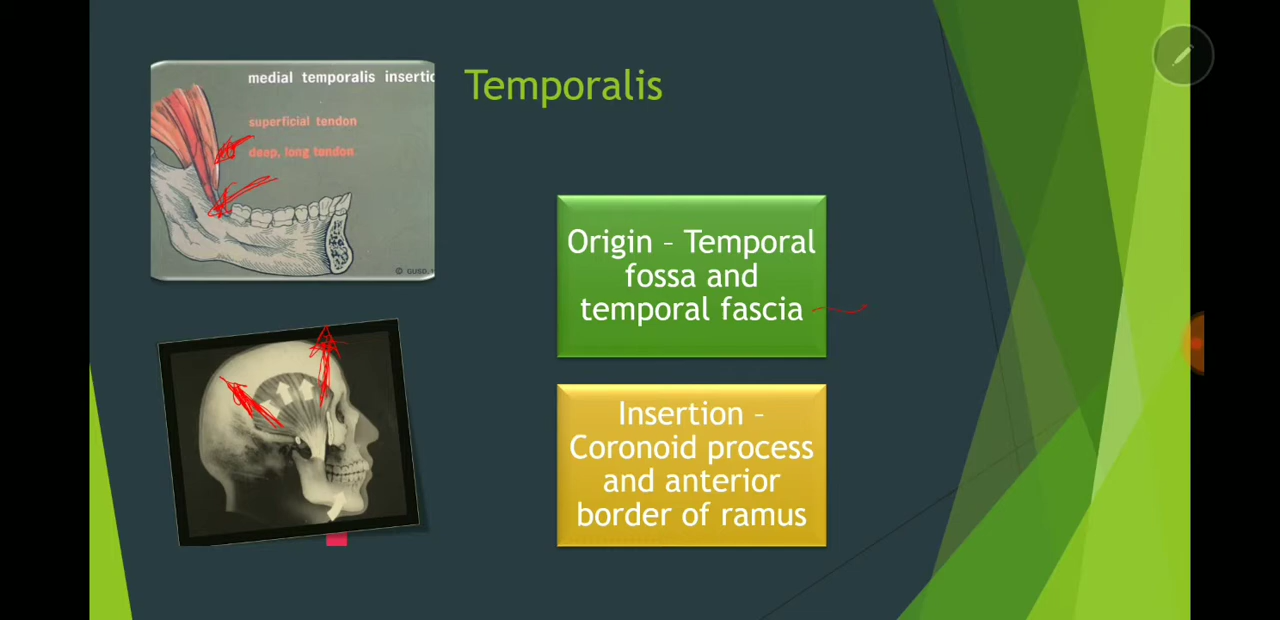 medial temporalis insertic
Temporalis
superficial tendon
deep, long tendon
Origin – Temporal
fossa and
temporal fascia
Insertion –
Coronoid process
and anterior
border of ramus